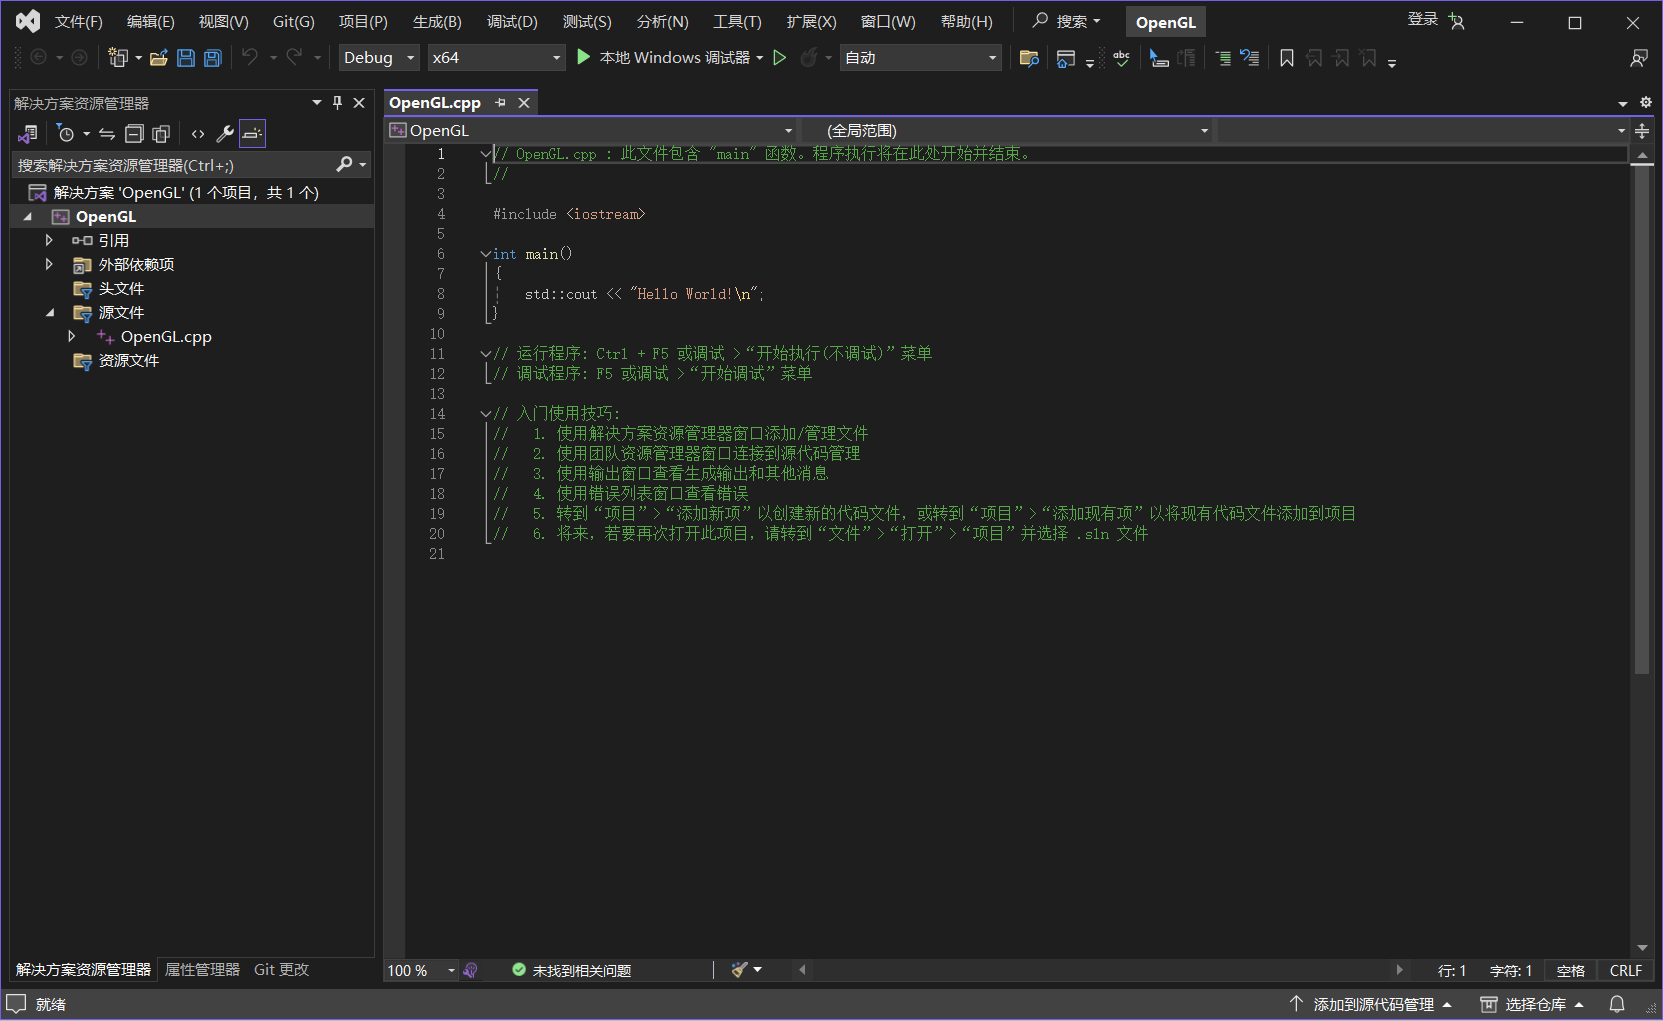 文件(F) 编辑(E) 视图(V) Git(G) 项目(P) 生成(B) 调试(D) 测试(S) 分析(N) 工具(T) 扩展(X) 窗口(W) 帮助(H) 搜索 OpenGL 登录
Debug x64 本地 Windows 调试器 自动 abc
解决方案资源管理器
搜索解决方案资源管理器(Ctrl+;)
解决方案 'OpenGL' (1 个项目, 共 1 个)
OpenGL
引用
外部依赖项
头文件
源文件
OpenGL.cpp
资源文件
解决方案资源管理器 属性管理器 Git 更改
OpenGL.cpp
OpenGL (全局范围)
1 // OpenGL.cpp : 此文件包含 "main" 函数。程序执行将在此处开始并结束。
2 //
3
4 #include <iostream>
5
6 int main()
7 {
8 std::cout << "Hello World!\n";
9 }
10
11 // 运行程序: Ctrl + F5 或调试 >“开始执行(不调试)”菜单
12 // 调试程序: F5 或调试 >“开始调试”菜单
13
14 // 入门使用技巧:
15 // 1. 使用解决方案资源管理器窗口添加/管理文件
16 // 2. 使用团队资源管理器窗口连接到源代码管理
17 // 3. 使用输出窗口查看生成输出和其他消息
18 // 4. 使用错误列表窗口查看错误
19 // 5. 转到“项目”>“添加新项”以创建新的代码文件，或转到“项目”>“添加现有项”以将现有代码文件添加到项目
20 // 6. 将来，若要再次打开此项目，请转到“文件”>“打开”>“项目”并选择 .sln 文件
21
100 % 未找到相关问题 行: 1 字符: 1 空格 CRLF
就绪 添加到源代码管理 选择仓库